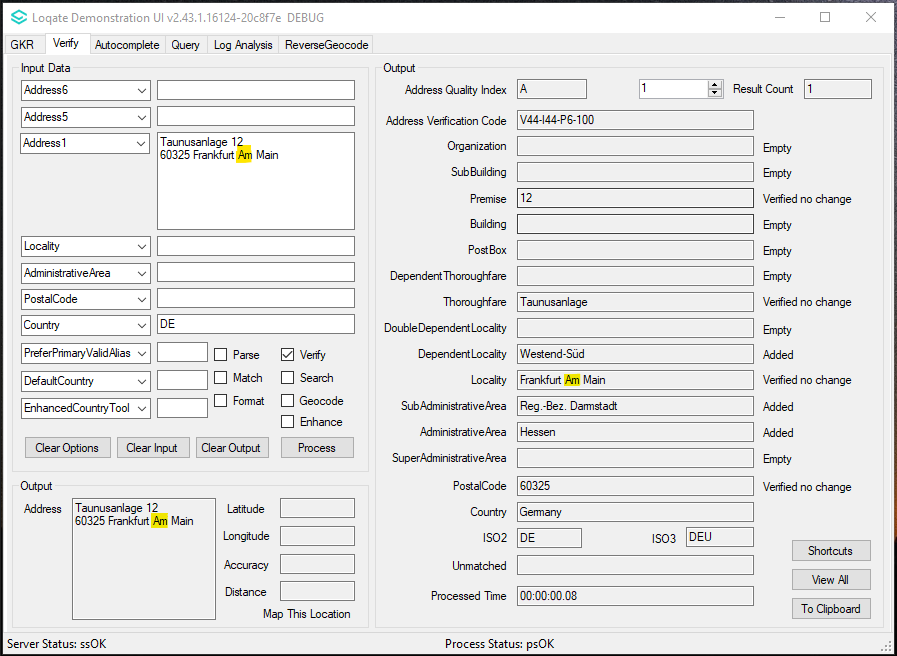 Loqate Demonstration UI v2.43.1.16124-20c8f7e DEBUG
GKR Verify Autocomplete Query Log Analysis ReverseGeocode
Input Data
Address6
Address5
Address1
Taunusanlage 12
60325 Frankfurt Am Main
Locality
AdministrativeArea
PostalCode
Country DE
PreferPrimaryValidAlias Parse Verify
DefaultCountry Match Search
EnhancedCountryTool Format Geocode
Enhance
Clear Options Clear Input Clear Output Process
Output
Address
Taunusanlage 12
60325 Frankfurt Am Main
Latitude
Longitude
Accuracy
Distance
Map This Location
Output
Address Quality Index A 1 Result Count 1
Address Verification Code V44-I44-P6-100
Organization Empty
SubBuilding Empty
Premise 12 Verified no change
Building Empty
PostBox Empty
DependentThoroughfare Empty
Thoroughfare Taunusanlage Verified no change
DoubleDependentLocality Empty
DependentLocality Westend-Süd Added
Locality Frankfurt Am Main Verified no change
SubAdministrativeArea Reg.-Bez. Darmstadt Added
AdministrativeArea Hessen Added
SuperAdministrativeArea Empty
PostalCode 60325 Verified no change
Country Germany
ISO2 DE ISO3 DEU
Unmatched
Processed Time 00:00:00.08
Shortcuts
View All
To Clipboard
Server Status: ssOK Process Status: psOK